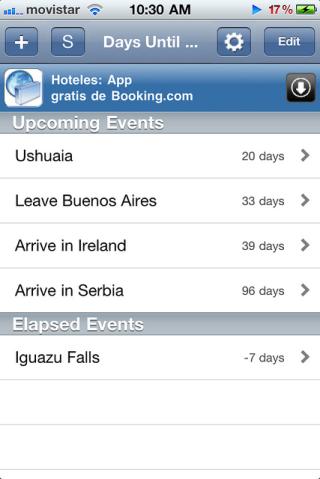 movistar 10:30 AM 17%
+ S Days Until ... Edit
Hoteles: App
gratis de Booking.com
Upcoming Events
Ushuaia 20 days
Leave Buenos Aires 33 days
Arrive in Ireland 39 days
Arrive in Serbia 96 days
Elapsed Events
Iguazu Falls -7 days